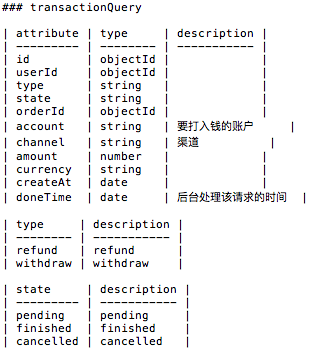 ### transactionQuery
| attribute | type | description |
| --------- | -------- | ----------- |
| id | objectId | |
| userId | objectId | |
| type | string | |
| state | string | |
| orderId | objectId | |
| account | string | 要打入钱的账户 |
| channel | string | 渠道 |
| amount | number | |
| currency | string | |
| createAt | date | |
| doneTime | date | 后台处理该请求的时间 |
| type | description |
| -------- | ----------- |
| refund | refund |
| withdraw | withdraw |
| state | description |
| --------- | ----------- |
| pending | pending |
| finished | finished |
| cancelled | cancelled |